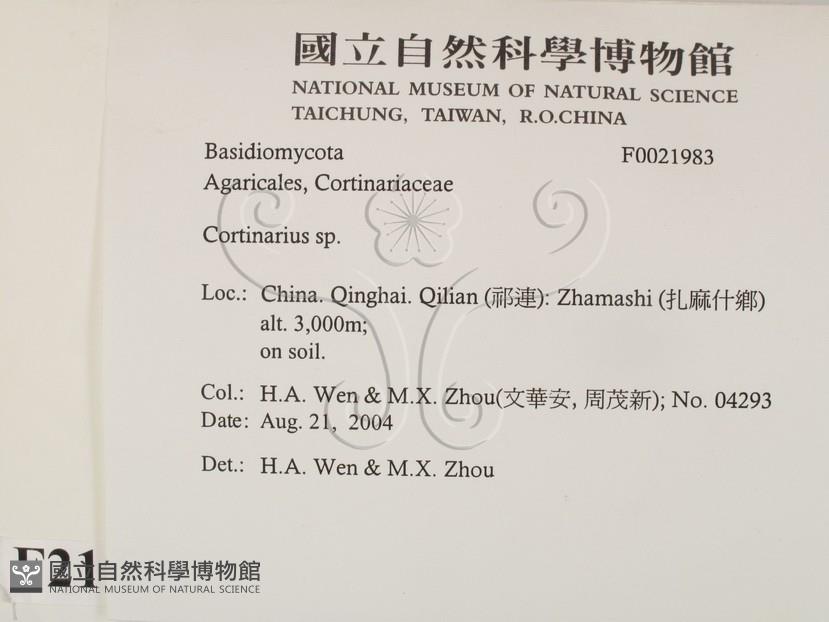 國立自然科學博物館
NATIONAL MUSEUM OF NATURAL SCIENCE
TAICHUNG, TAIWAN, R.O.CHINA
Basidiomycota F0021983
Agaricales, Cortinariaceae
Cortinarius sp.
Loc.: China. Qinghai. Qilian (祁連): Zhamashi (扎麻什鄉)
alt. 3,000m;
on soil.
Col.: H.A. Wen & M.X. Zhou(文華安, 周茂新); No. 04293
Date: Aug. 21, 2004
Det.: H.A. Wen & M.X. Zhou
F21
國立自然科學博物館
NATIONAL MUSEUM OF NATURAL SCIENCE